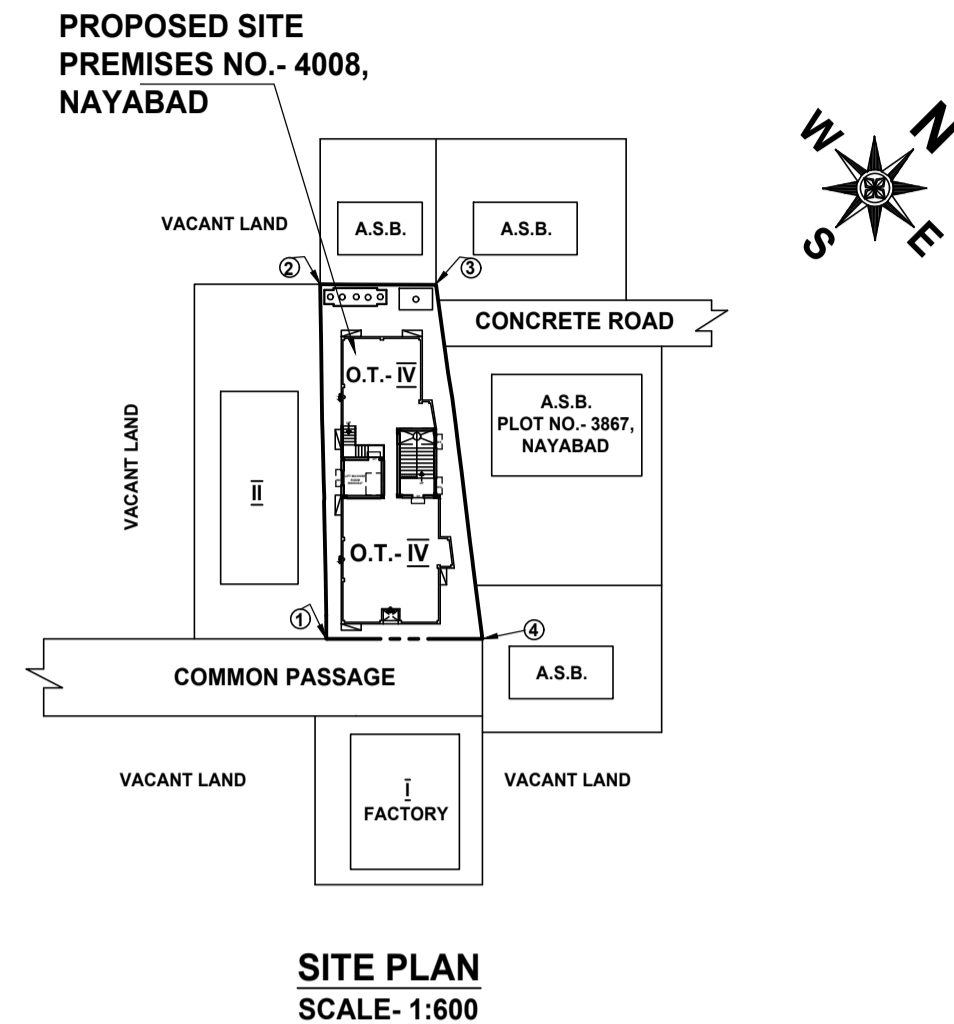 PROPOSED SITE
PREMISES NO.- 4008,
NAYABAD
W
N
S
E
VACANT LAND
A.S.B.
A.S.B.
2
3
CONCRETE ROAD
O.T.- IV
A.S.B.
PLOT NO.- 3867,
NAYABAD
VACANT LAND
II
O.T.- IV
1
4
COMMON PASSAGE
A.S.B.
VACANT LAND
I
FACTORY
VACANT LAND
SITE PLAN
SCALE- 1:600